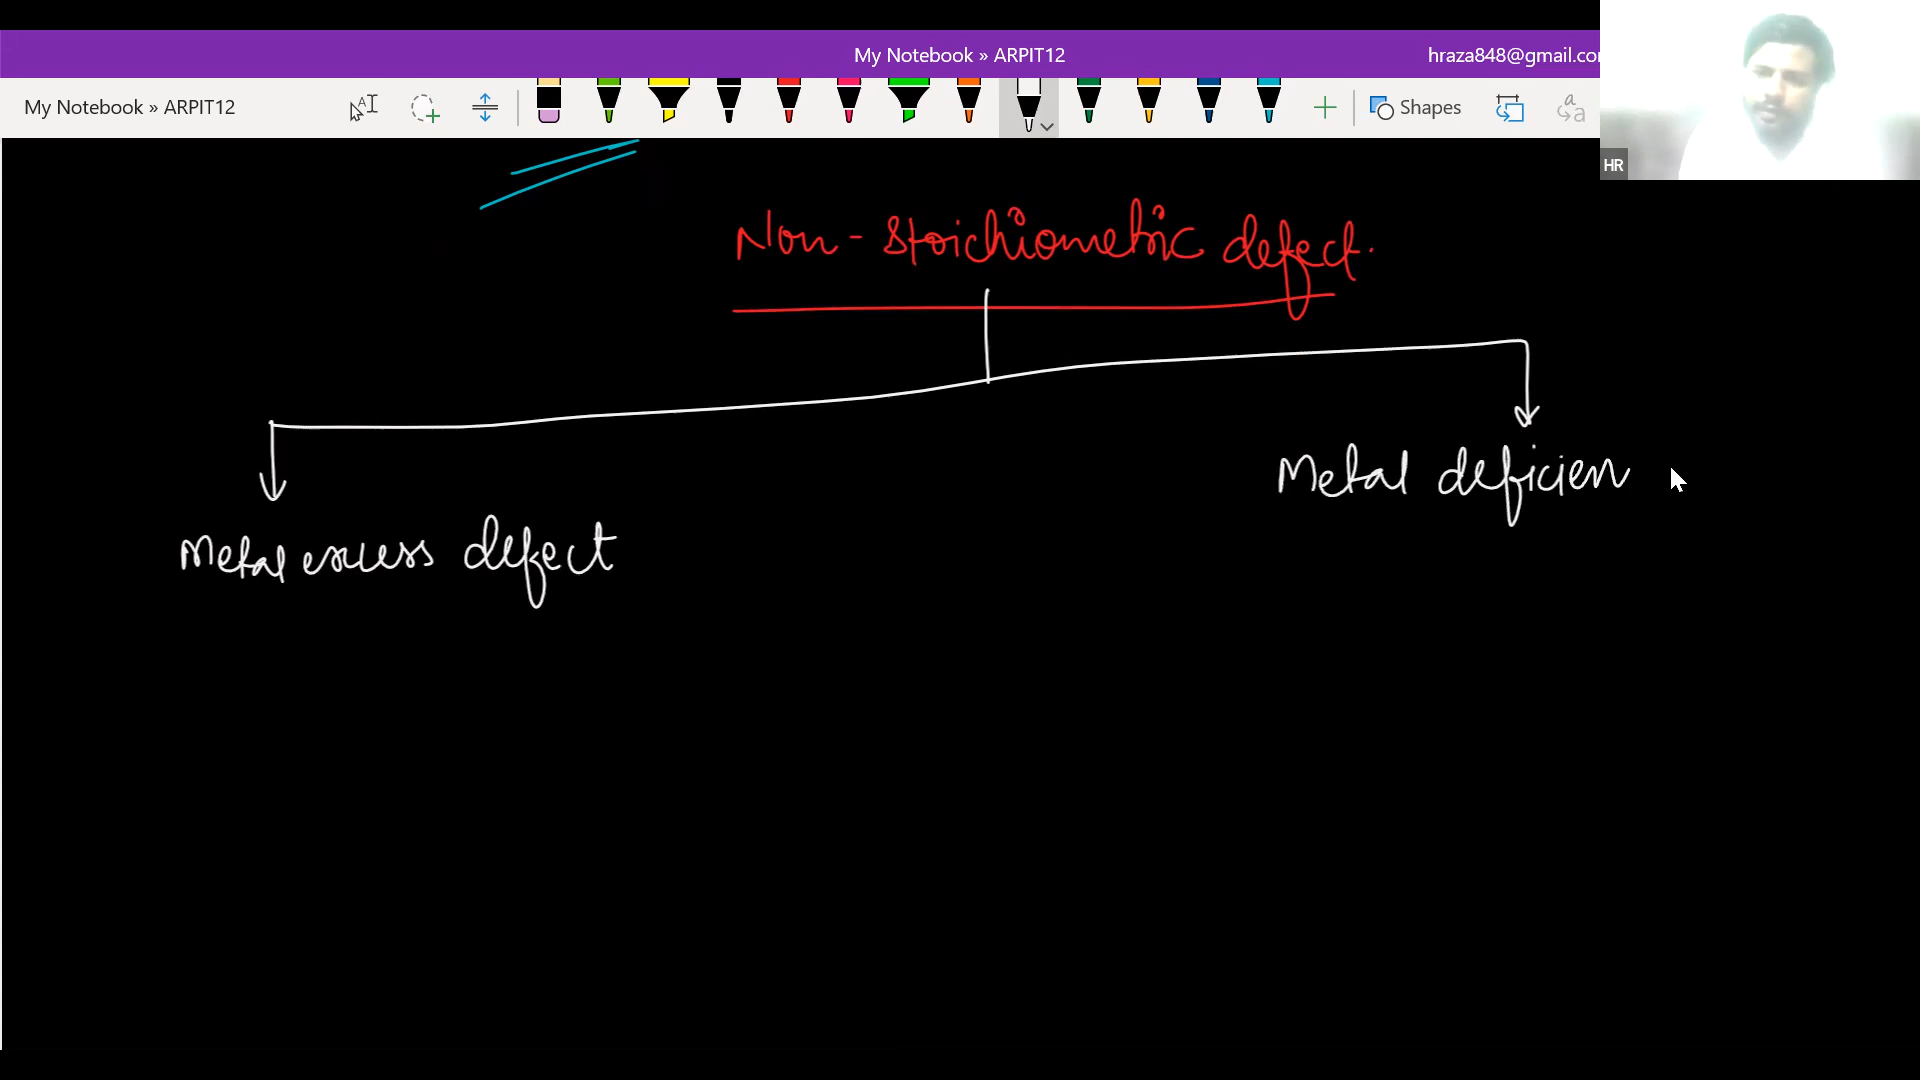 My Notebook » ARPIT12
hraza848@gmail.co
My Notebook » ARPIT12
Shapes
HR
Non-Stoichiometric defect.
Metal deficien
Metal excess defect